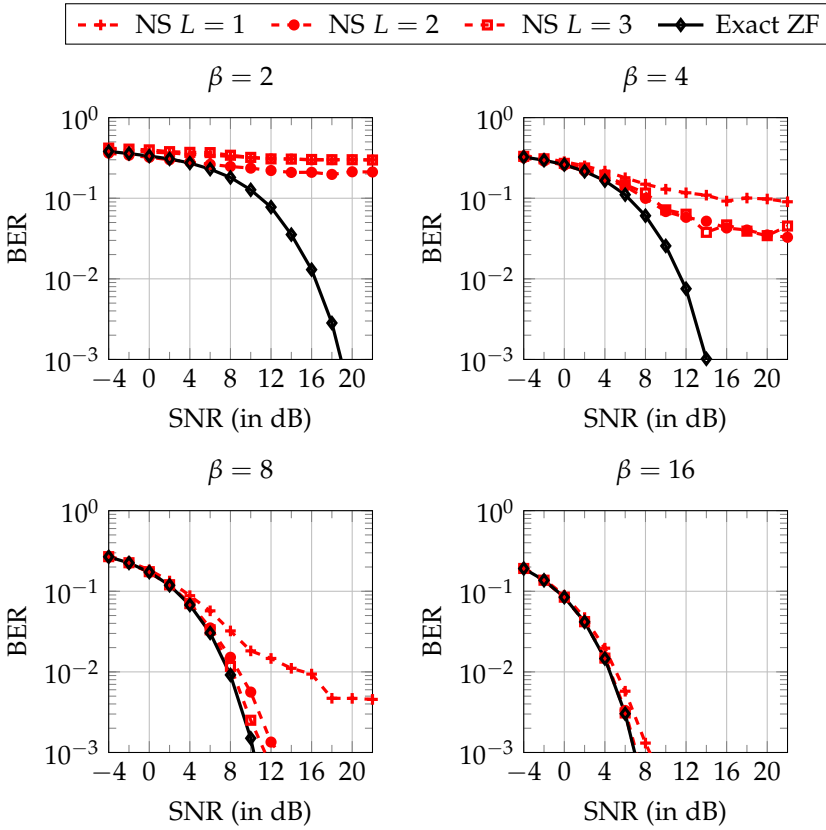 NS L = 1 NS L = 2 NS L = 3 Exact ZF
β = 2
10^0
10^−1
10^−2
10^−3
BER
−4 0 4 8 12 16 20
SNR (in dB)
β = 4
10^0
10^−1
10^−2
10^−3
BER
−4 0 4 8 12 16 20
SNR (in dB)
β = 8
10^0
10^−1
10^−2
10^−3
BER
−4 0 4 8 12 16 20
SNR (in dB)
β = 16
10^0
10^−1
10^−2
10^−3
BER
−4 0 4 8 12 16 20
SNR (in dB)